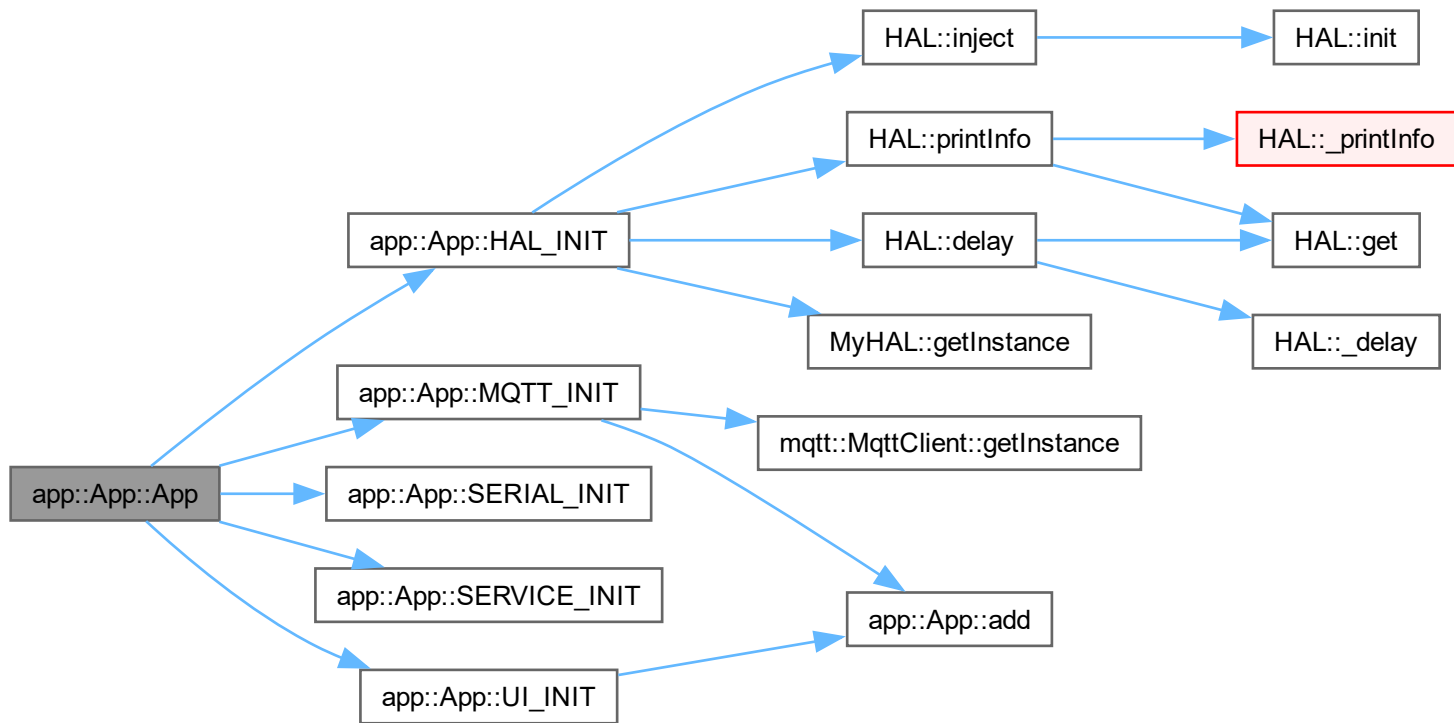 HAL::inject
HAL::init
HAL::printInfo
HAL::_printInfo
app::App::HAL_INIT
HAL::delay
HAL::get
MyHAL::getInstance
HAL::_delay
app::App::MQTT_INIT
mqtt::MqttClient::getInstance
app::App::App
app::App::SERIAL_INIT
app::App::SERVICE_INIT
app::App::add
app::App::UI_INIT